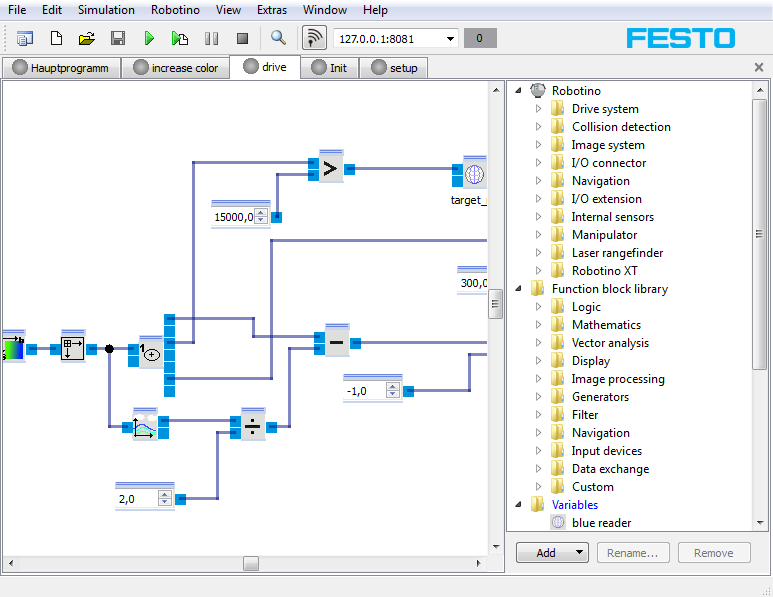 File Edit Simulation Robotino View Extras Window Help
127.0.0.1:8081 0 FESTO
Hauptprogramm increase color drive Init setup
>
15000,0
target_
300,0
1
−
-1,0
÷
2,0
Robotino
Drive system
Collision detection
Image system
I/O connector
Navigation
I/O extension
Internal sensors
Manipulator
Laser rangefinder
Robotino XT
Function block library
Logic
Mathematics
Vector analysis
Display
Image processing
Generators
Filter
Navigation
Input devices
Data exchange
Custom
Variables
blue reader
Add Rename... Remove